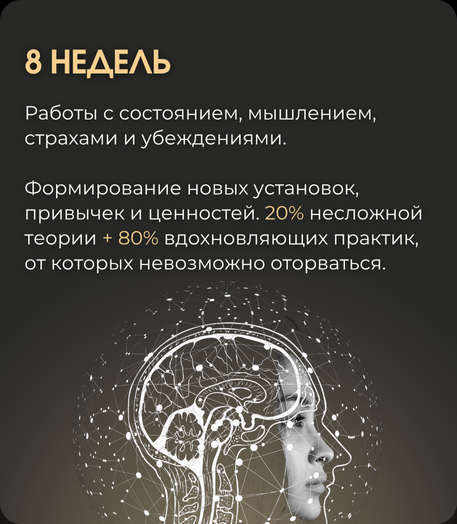 8 НЕДЕЛЬ
Работы с состоянием, мышлением,
страхами и убеждениями.
Формирование новых установок,
привычек и ценностей. 20% несложной
теории + 80% вдохновляющих практик,
от которых невозможно оторваться.